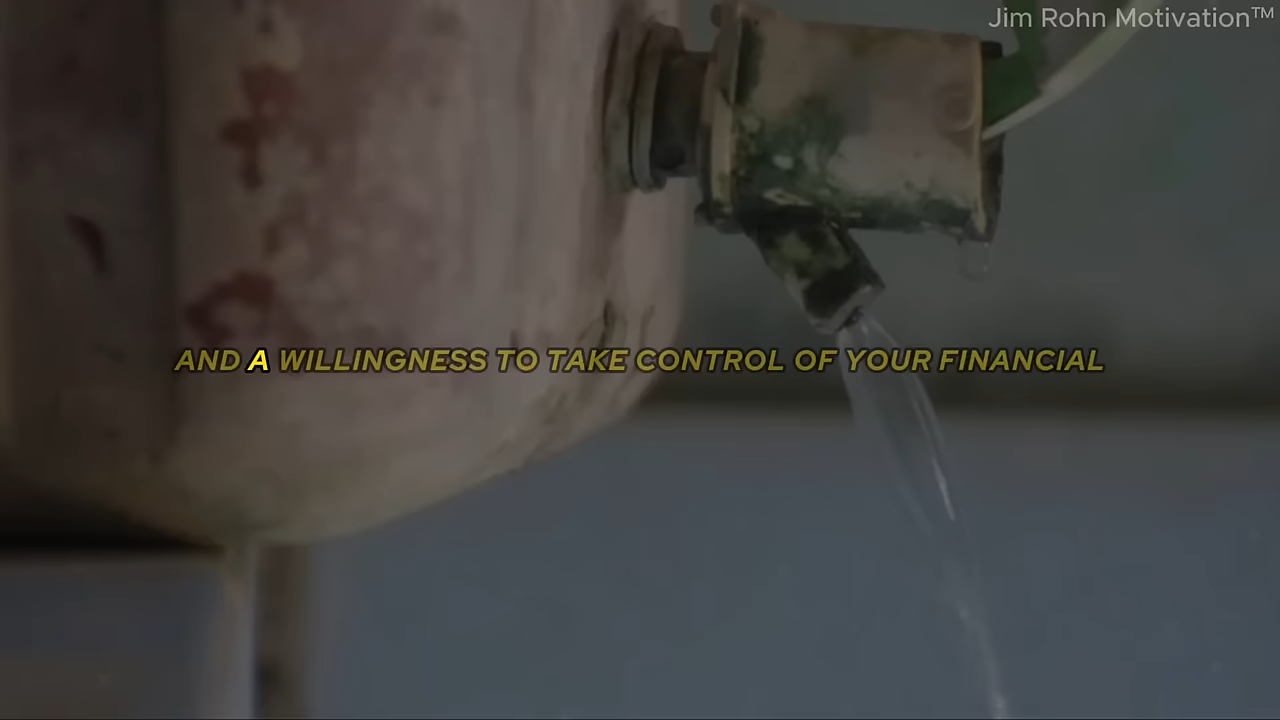 Jim Rohn Motivation™
AND A WILLINGNESS TO TAKE CONTROL OF YOUR FINANCIAL